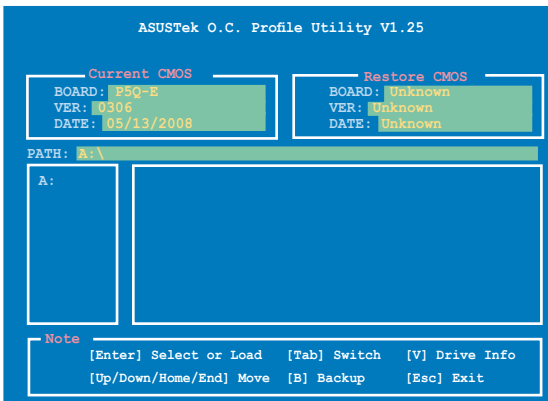 ASUSTek O.C. Profile Utility V1.25
Current CMOS
BOARD: P5Q-E
VER: 0306
DATE: 05/13/2008
Restore CMOS
BOARD: Unknown
VER: Unknown
DATE: Unknown
PATH: A:\
A:
Note
[Enter] Select or Load [Tab] Switch [V] Drive Info
[Up/Down/Home/End] Move [B] Backup [Esc] Exit